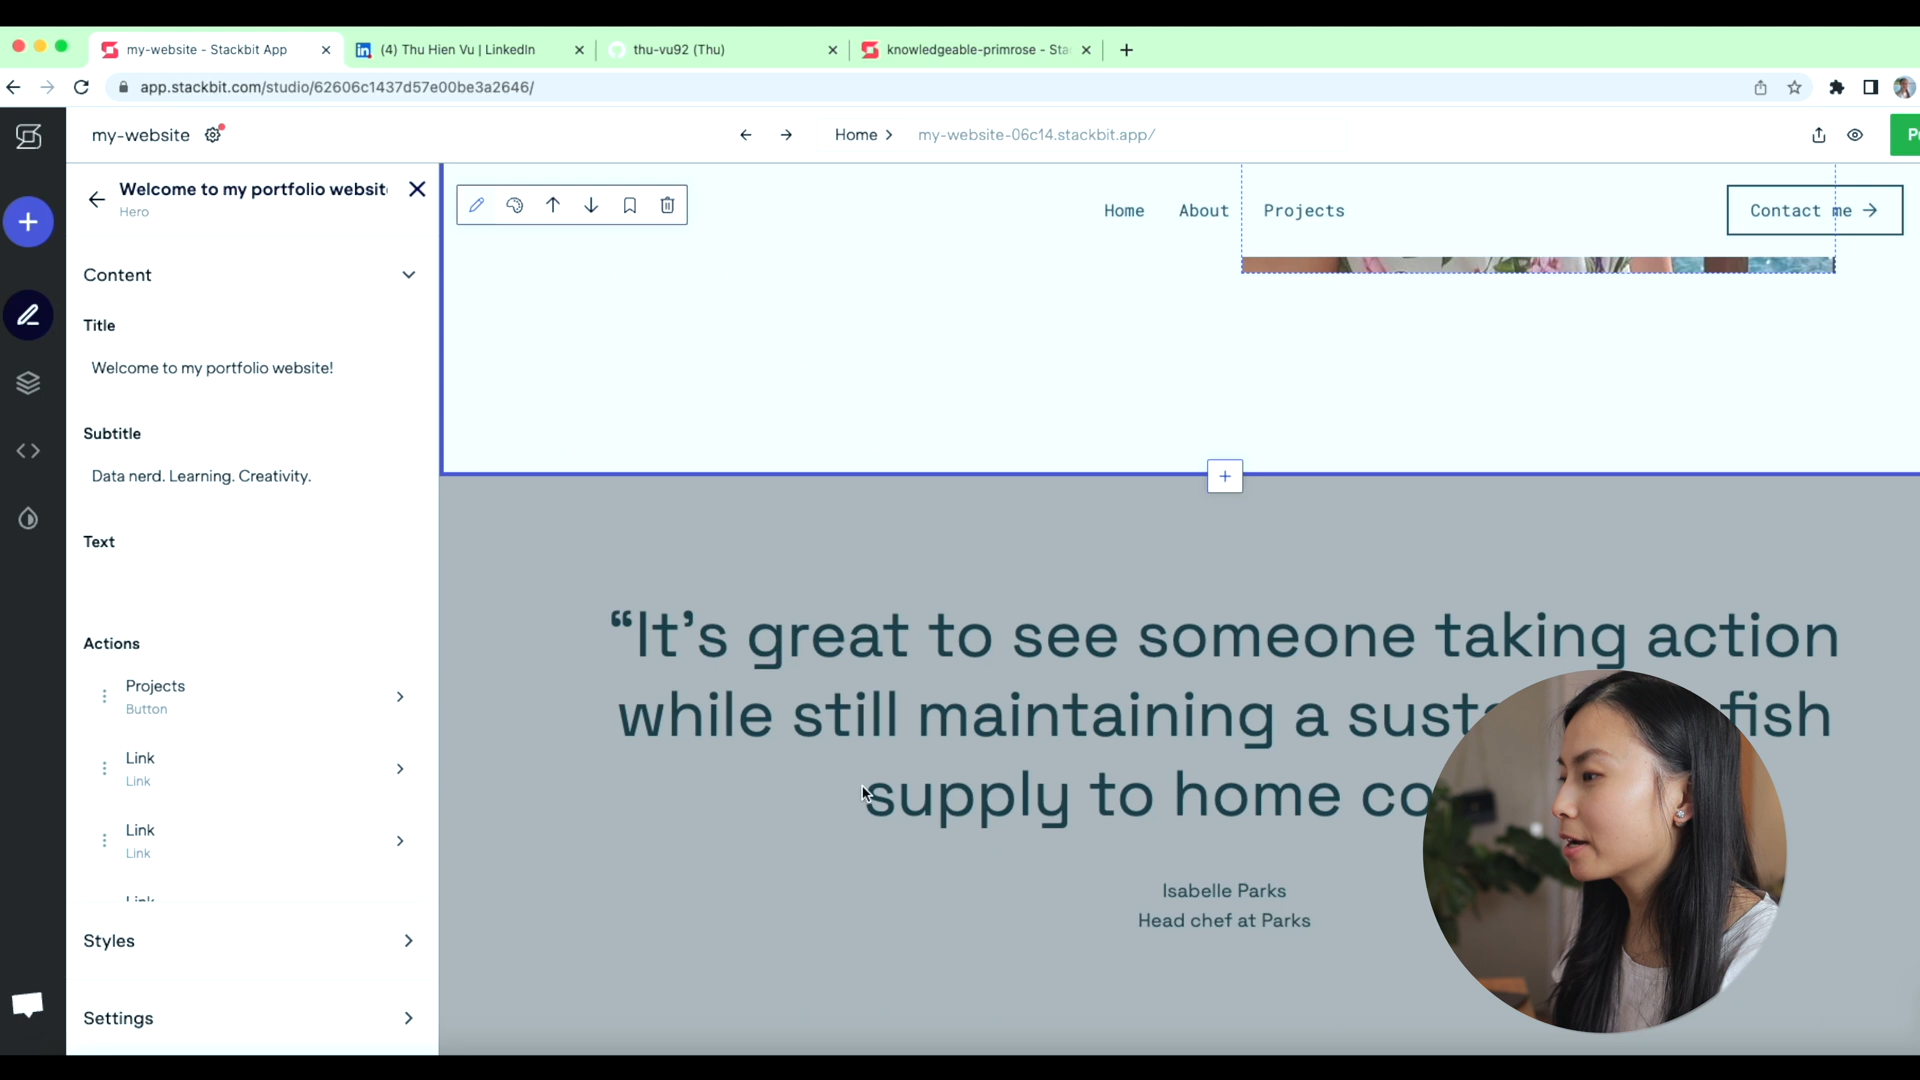 my-website - Stackbit App
(4) Thu Hien Vu | LinkedIn
thu-vu92 (Thu)
knowledgeable-primrose - Sta
app.stackbit.com/studio/62606c1437d57e00be3a2646/
my-website
Home
my-website-06c14.stackbit.app/
Welcome to my portfolio websit
Hero
Home
About
Projects
Contact me →
Content
Title
Welcome to my portfolio website!
Subtitle
Data nerd. Learning. Creativity.
Text
Actions
Projects
Button
Link
Link
Link
Link
“It’s great to see someone taking action
while still maintaining a sust fish
supply to home co
Isabelle Parks
Head chef at Parks
Styles
Settings